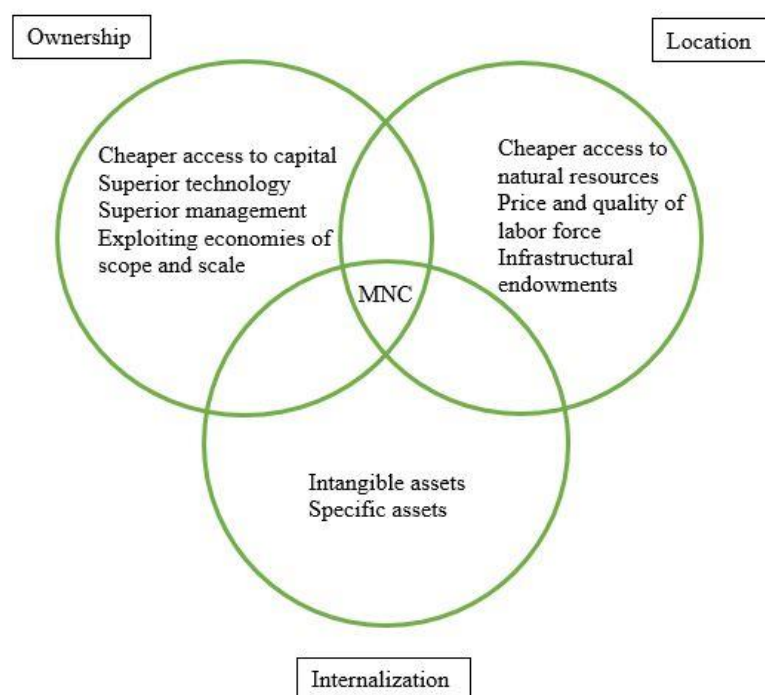 Ownership
Location
Cheaper access to capital
Superior technology
Superior management
Exploiting economies of
scope and scale
Cheaper access to
natural resources
Price and quality of
labor force
Infrastructural
endowments
MNC
Intangible assets
Specific assets
Internalization